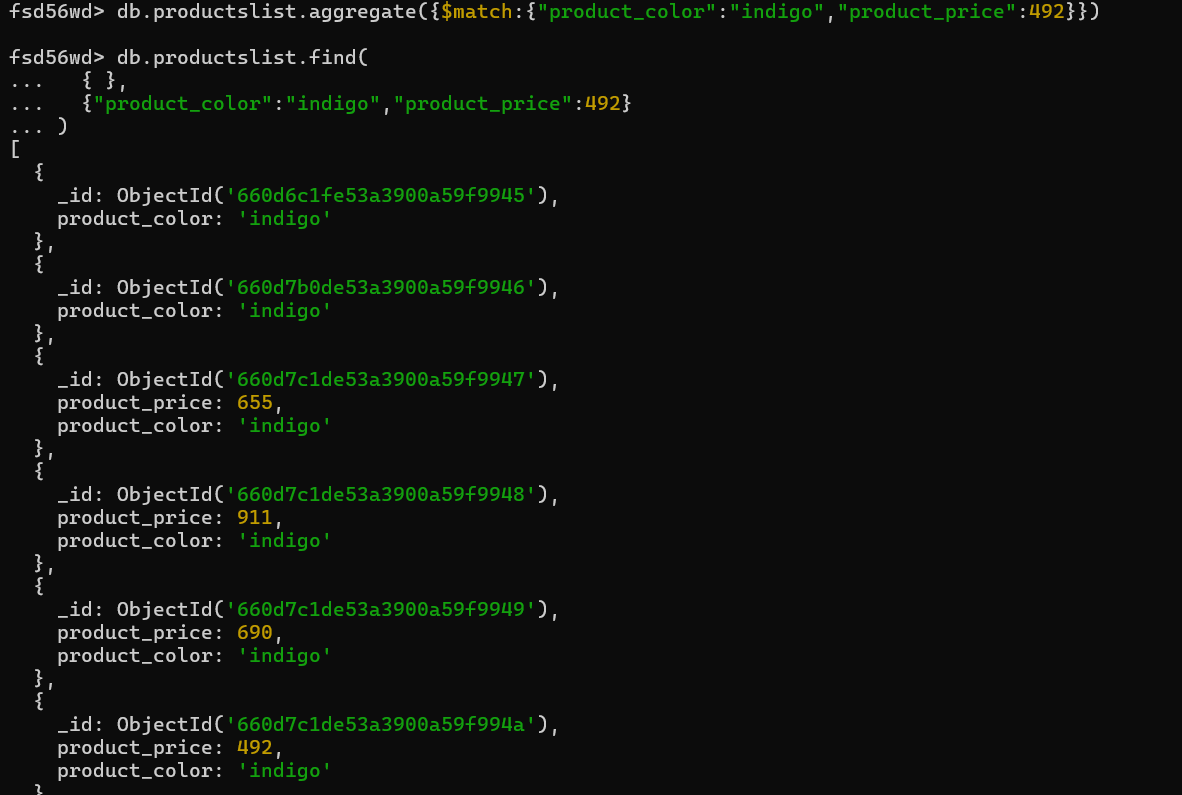 fsd56wd> db.productslist.aggregate({$match:{"product_color":"indigo","product_price":492}})
fsd56wd> db.productslist.find(
...   { },
...   {"product_color":"indigo","product_price":492}
... )
[
  {
    _id: ObjectId('660d6c1fe53a3900a59f9945'),
    product_color: 'indigo'
  },
  {
    _id: ObjectId('660d7b0de53a3900a59f9946'),
    product_color: 'indigo'
  },
  {
    _id: ObjectId('660d7c1de53a3900a59f9947'),
    product_price: 655,
    product_color: 'indigo'
  },
  {
    _id: ObjectId('660d7c1de53a3900a59f9948'),
    product_price: 911,
    product_color: 'indigo'
  },
  {
    _id: ObjectId('660d7c1de53a3900a59f9949'),
    product_price: 690,
    product_color: 'indigo'
  },
  {
    _id: ObjectId('660d7c1de53a3900a59f994a'),
    product_price: 492,
    product_color: 'indigo'
  }